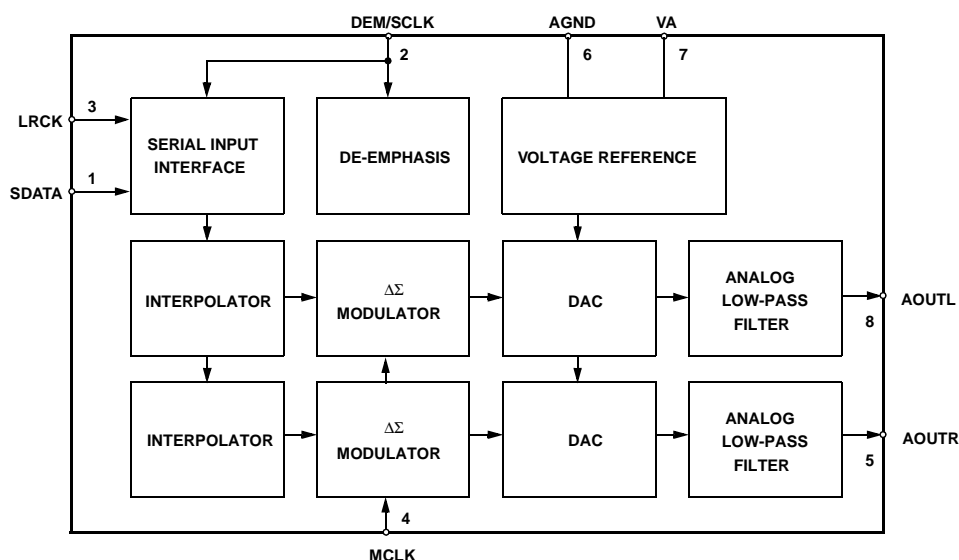 DEM/SCLK
AGND
VA
2
6
7
LRCK
3
SDATA
1
SERIAL INPUT
INTERFACE
DE-EMPHASIS
VOLTAGE REFERENCE
INTERPOLATOR
ΔΣ
MODULATOR
DAC
ANALOG
LOW-PASS
FILTER
AOUTL
8
INTERPOLATOR
ΔΣ
MODULATOR
DAC
ANALOG
LOW-PASS
FILTER
AOUTR
5
4
MCLK